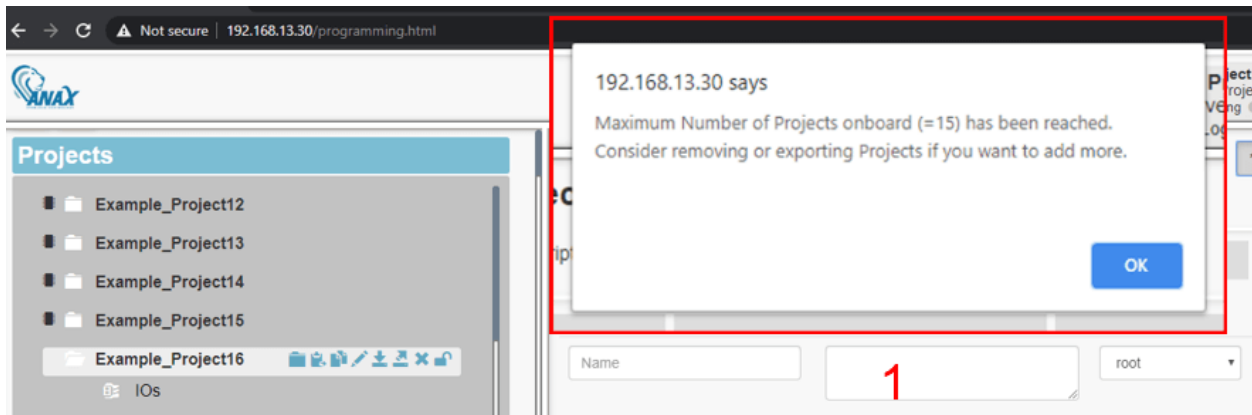 Not secure | 192.168.13.30/programming.html
ANAX
192.168.13.30 says
Maximum Number of Projects onboard (=15) has been reached.
Consider removing or exporting Projects if you want to add more.
OK
Projects
Example_Project12
Example_Project13
Example_Project14
Example_Project15
Example_Project16
IOs
Name
1
root